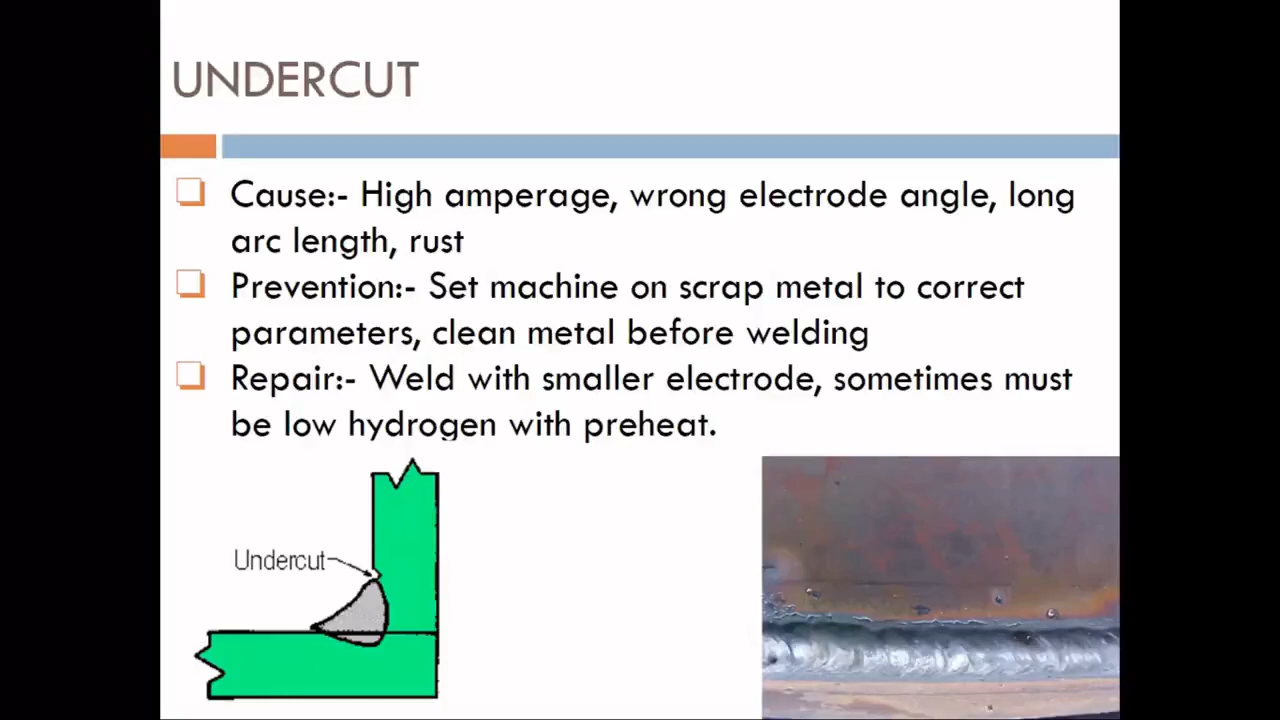 UNDERCUT
Cause:- High amperage, wrong electrode angle, long
arc length, rust
Prevention:- Set machine on scrap metal to correct
parameters, clean metal before welding
Repair:- Weld with smaller electrode, sometimes must
be low hydrogen with preheat.
Undercut